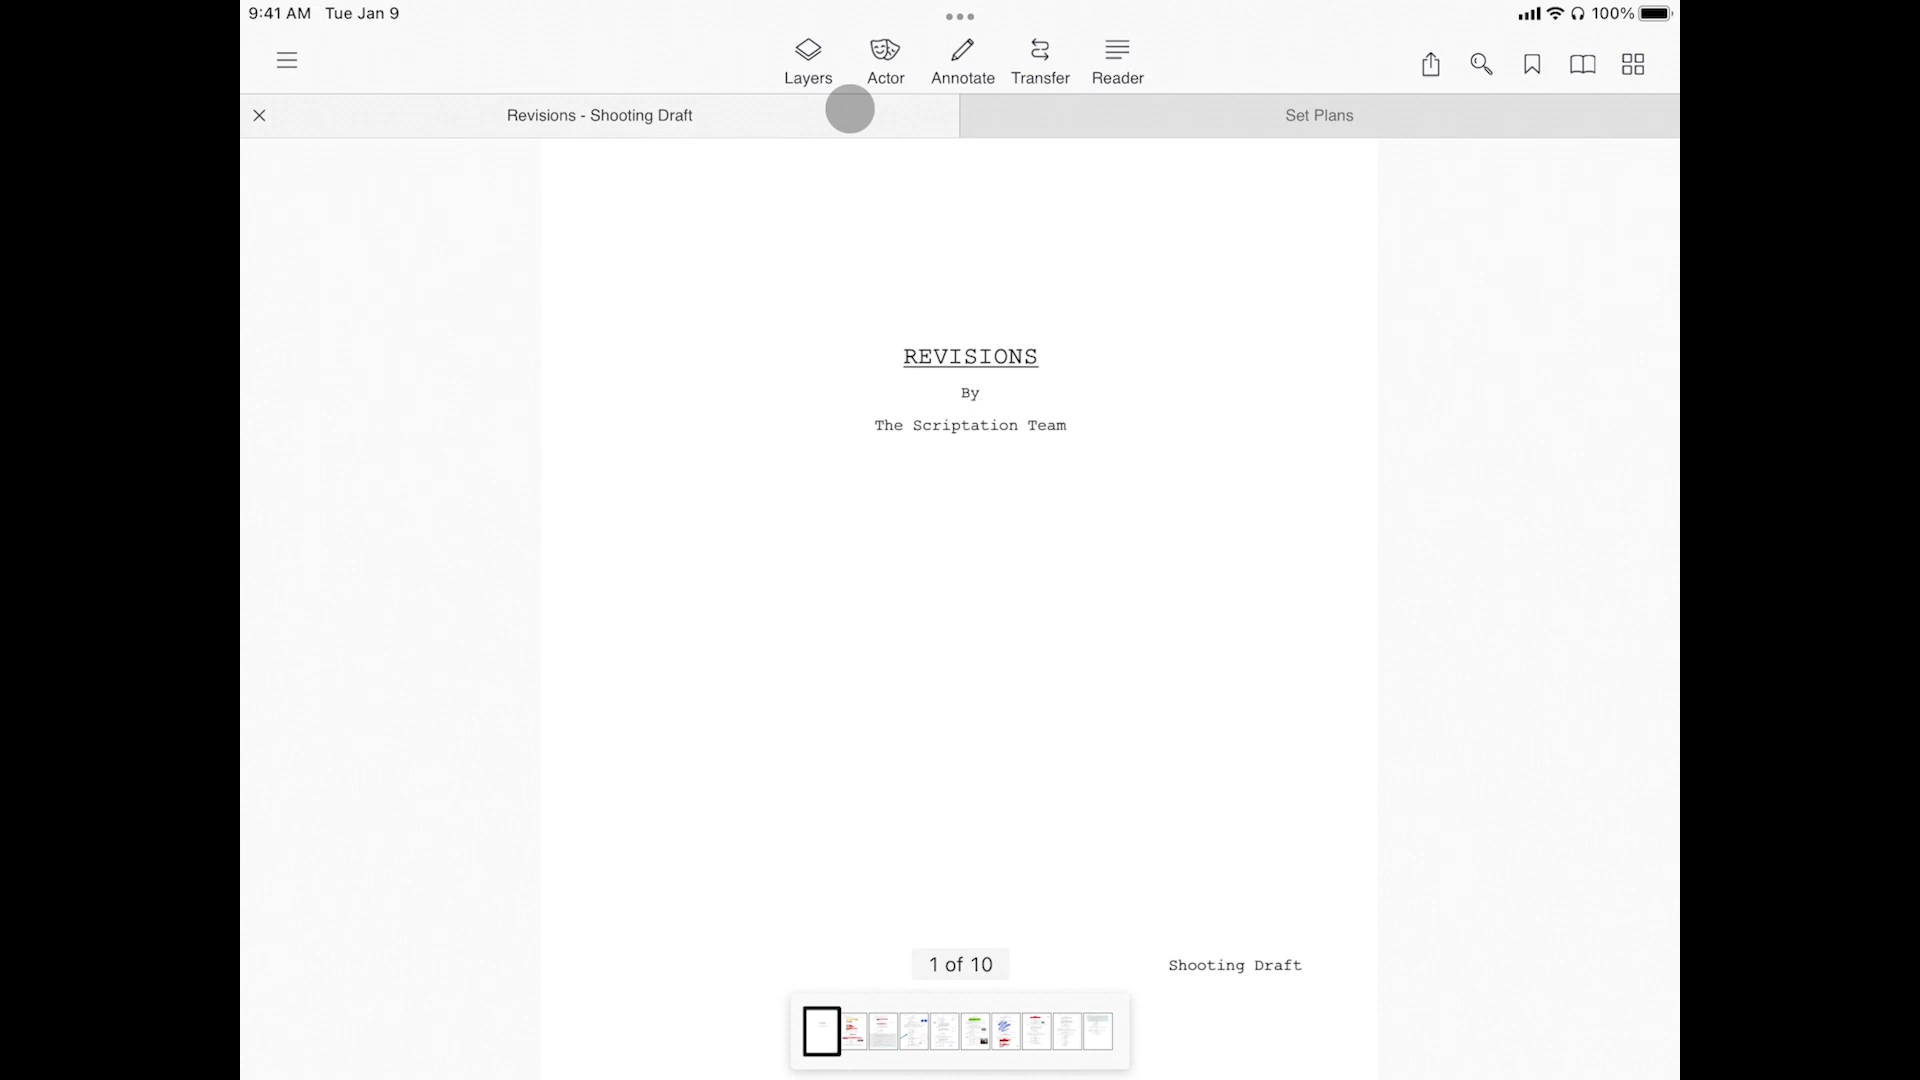 9:41 AM Tue Jan 9
100%
Layers
Actor
Annotate
Transfer
Reader
Revisions - Shooting Draft
Set Plans
REVISIONS
By
The Scriptation Team
1 of 10
Shooting Draft